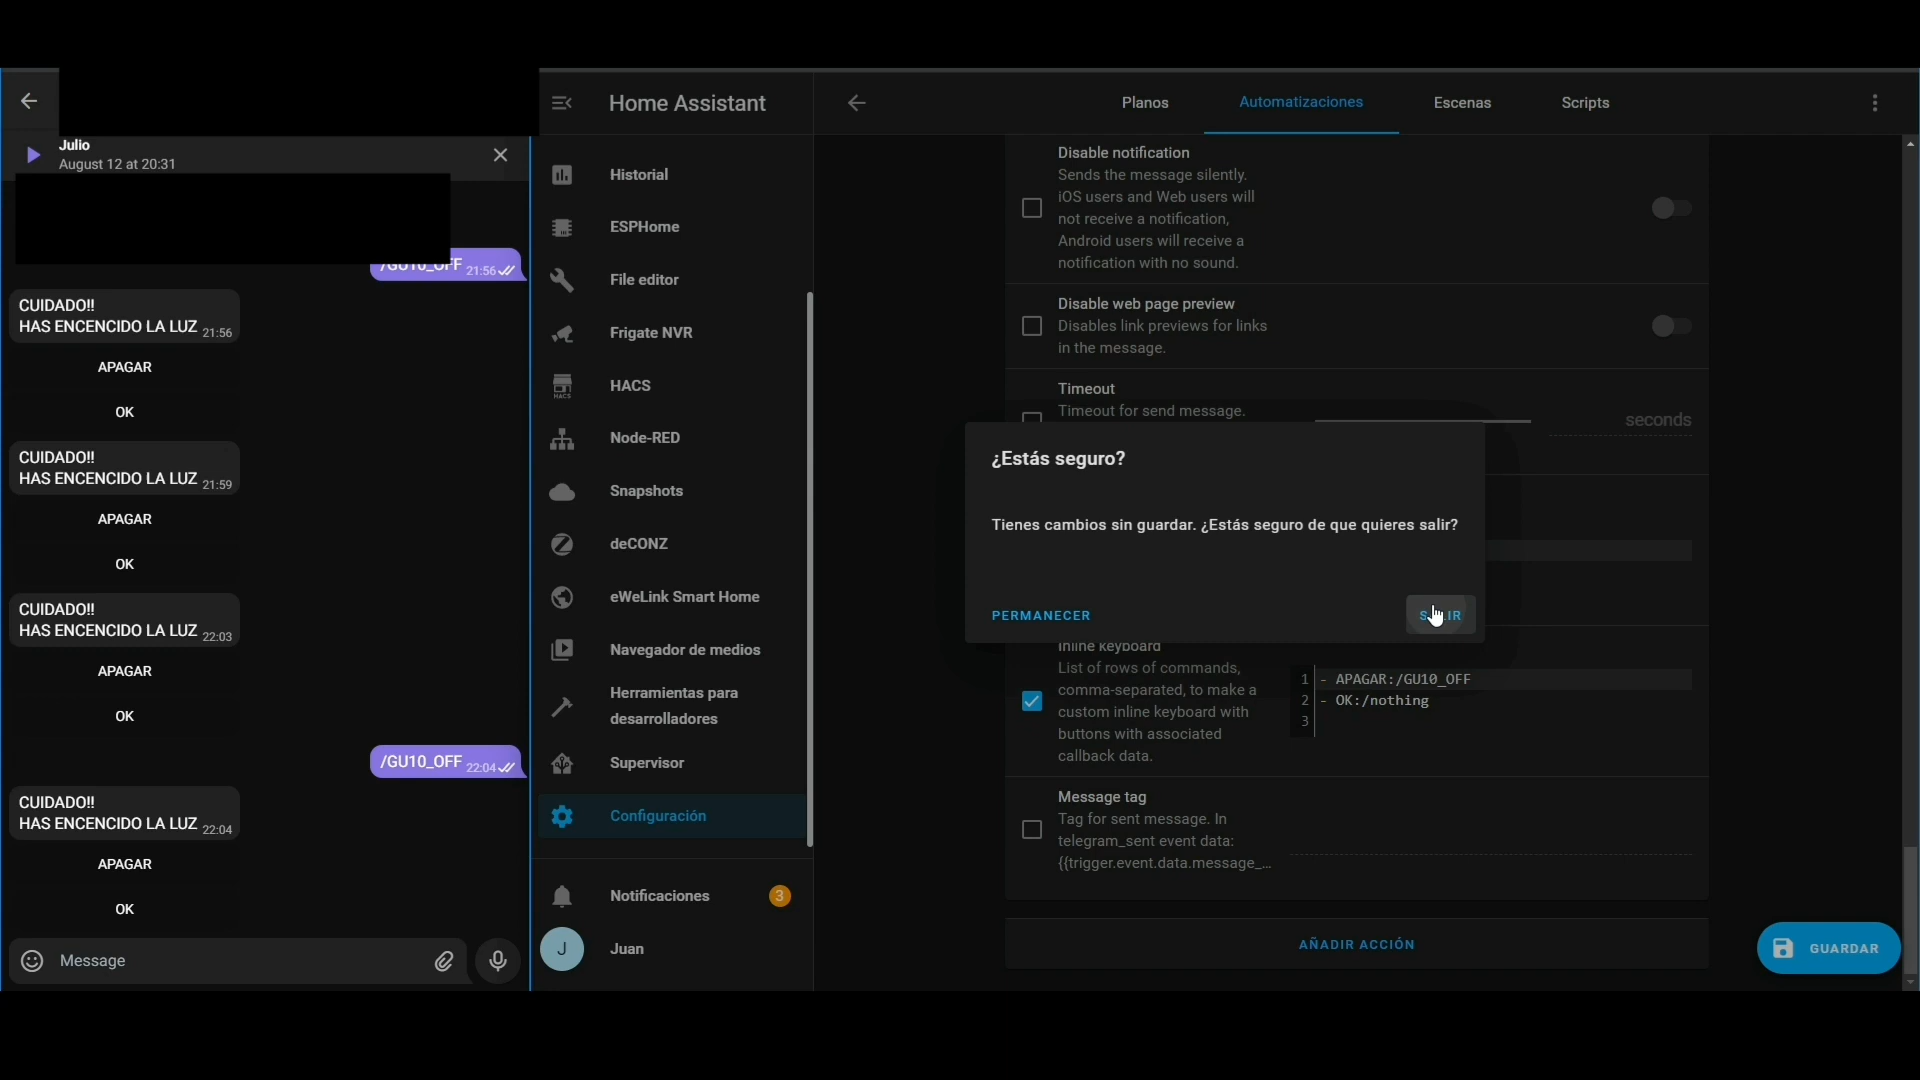 Julio
August 12 at 20:31
/GU10_OFF 21:56
CUIDADO!!
HAS ENCENCIDO LA LUZ 21:56
APAGAR
OK
CUIDADO!!
HAS ENCENCIDO LA LUZ 21:59
APAGAR
OK
CUIDADO!!
HAS ENCENCIDO LA LUZ 22:03
APAGAR
OK
/GU10_OFF 22:04
CUIDADO!!
HAS ENCENCIDO LA LUZ 22:04
APAGAR
OK
Message
Home Assistant
Historial
ESPHome
File editor
Frigate NVR
HACS
HACS
Node-RED
Snapshots
deCONZ
eWeLink Smart Home
Navegador de medios
Herramientas para
desarrolladores
Supervisor
Configuración
Notificaciones 3
J Juan
Planos Automatizaciones Escenas Scripts
Disable notification
Sends the message silently.
iOS users and Web users will
not receive a notification,
Android users will receive a
notification with no sound.
Disable web page preview
Disables link previews for links
in the message.
Timeout
Timeout for send message.
seconds
¿Estás seguro?
Tienes cambios sin guardar. ¿Estás seguro de que quieres salir?
PERMANECER
SALIR
Inline keyboard
List of rows of commands,
comma-separated, to make a
custom inline keyboard with
buttons with associated
callback data.
1 - APAGAR:/GU10_OFF
2 - OK:/nothing
3
Message tag
Tag for sent message. In
telegram_sent event data:
{{trigger.event.data.message_...
AÑADIR ACCIÓN
GUARDAR